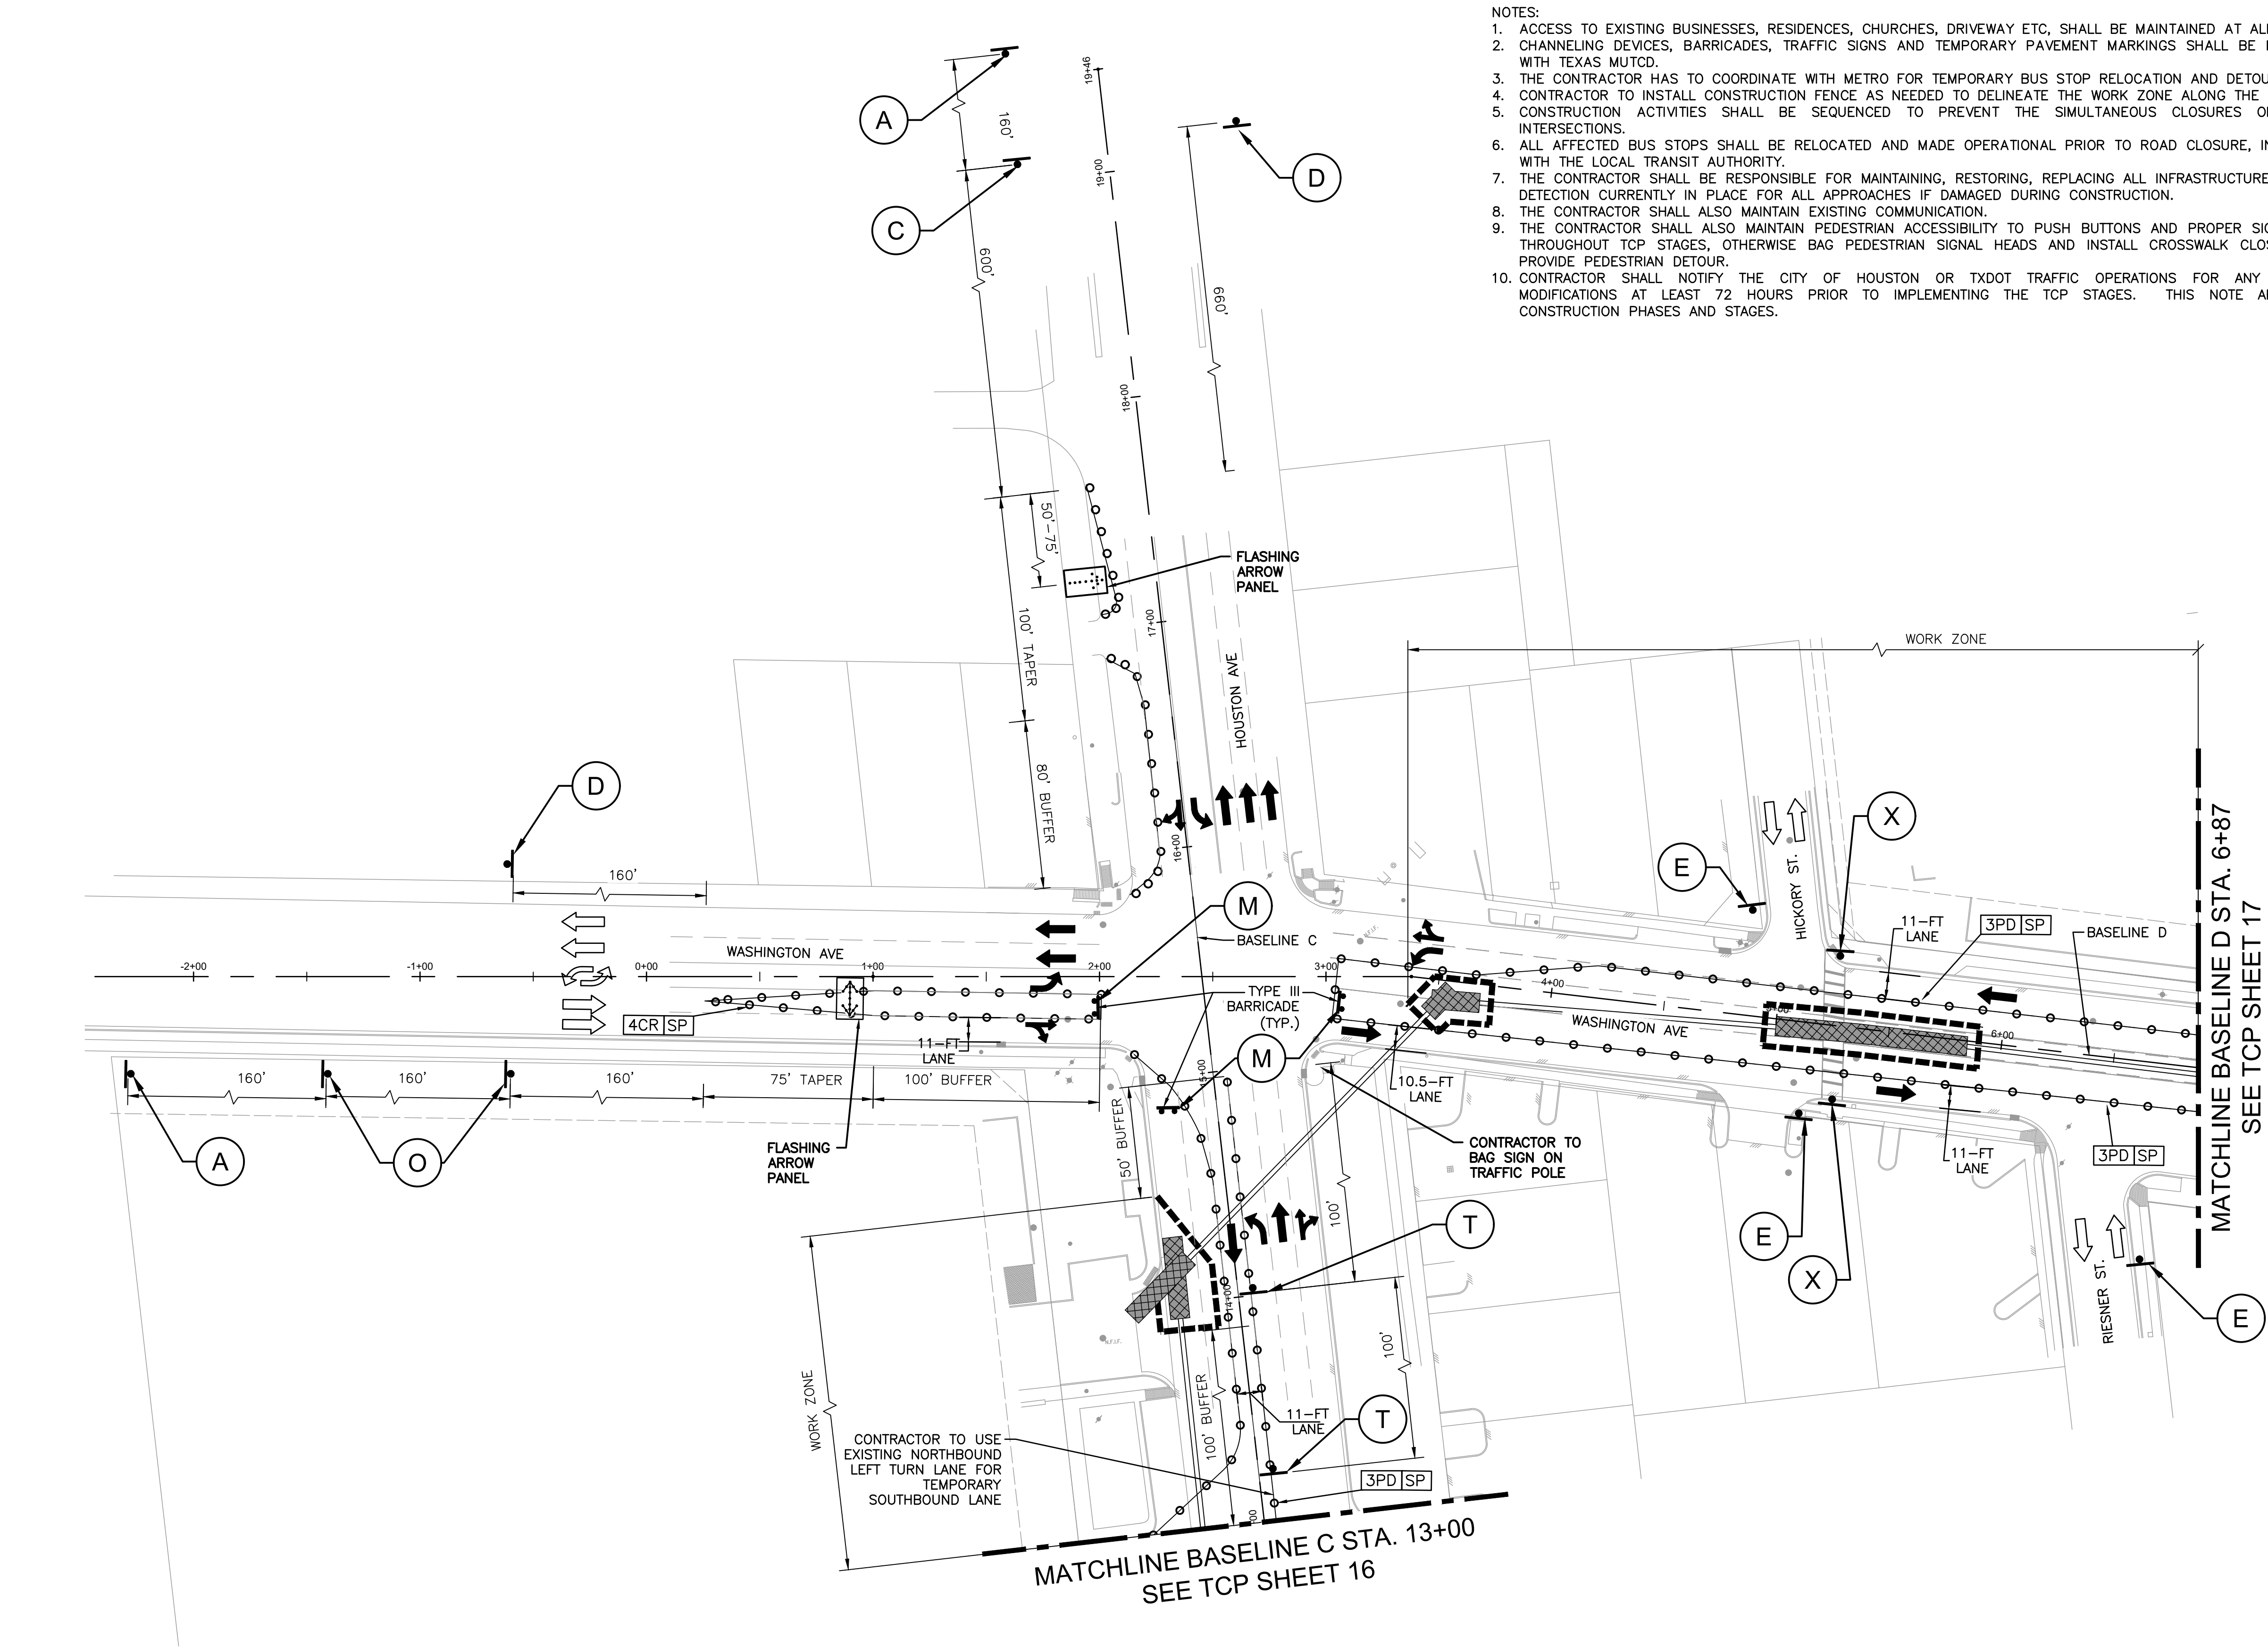 NOTES:
1. ACCESS TO EXISTING BUSINESSES, RESIDENCES, CHURCHES, DRIVEWAY ETC, SHALL BE MAINTAINED AT
2. CHANNELING DEVICES, BARRICADES, TRAFFIC SIGNS AND TEMPORARY PAVEMENT MARKINGS SHALL BE
WITH TEXAS MUTCD.
3. THE CONTRACTOR HAS TO COORDINATE WITH METRO FOR TEMPORARY BUS STOP RELOCATION AND
4. CONTRACTOR TO INSTALL CONSTRUCTION FENCE AS NEEDED TO DELINEATE THE WORK ZONE ALONG THE
5. CONSTRUCTION ACTIVITIES SHALL BE SEQUENCED TO PREVENT THE SIMULTANEOUS CLOSURES
INTERSECTIONS.
6. ALL AFFECTED BUS STOPS SHALL BE RELOCATED AND MADE OPERATIONAL PRIOR TO ROAD CLOSURE,
WITH THE LOCAL TRANSIT AUTHORITY.
7. THE CONTRACTOR SHALL BE RESPONSIBLE FOR MAINTAINING, RESTORING, REPLACING ALL INFRASTRUCTURE
DETECTION CURRENTLY IN PLACE FOR ALL APPROACHES IF DAMAGED DURING CONSTRUCTION.
8. THE CONTRACTOR SHALL ALSO MAINTAIN EXISTING COMMUNICATION.
9. THE CONTRACTOR SHALL ALSO MAINTAIN PEDESTRIAN ACCESSIBILITY TO PUSH BUTTONS AND PROPER
THROUGHOUT TCP STAGES, OTHERWISE BAG PEDESTRIAN SIGNAL HEADS AND INSTALL CROSSWALK
PROVIDE PEDESTRIAN DETOUR.
10. CONTRACTOR SHALL NOTIFY THE CITY OF HOUSTON OR TXDOT TRAFFIC OPERATIONS FOR ANY
MODIFICATIONS AT LEAST 72 HOURS PRIOR TO IMPLEMENTING THE TCP STAGES. THIS NOTE
CONSTRUCTION PHASES AND STAGES.
A
160'
19+46
C
19+00
D
600'
660'
18+00
50'-75'
FLASHING
ARROW
PANEL
100' TAPER
17+00
HOUSTON AVE
WORK ZONE
80' BUFFER
16+00
D
160'
M
BASELINE C
WASHINGTON AVE
-2+00
-1+00
0+00
1+00
2+00
3+00
4+00
6+00
TYPE III
BARRICADE
(TYP.)
4CR SP
11-FT
LANE
M
160'
160'
160'
75' TAPER
100' BUFFER
A
O
FLASHING
ARROW
PANEL
E
X
HICKORY ST.
11-FT
LANE
3PD SP
BASELINE D
WASHINGTON AVE
10.5-FT
LANE
CONTRACTOR TO
BAG SIGN ON
TRAFFIC POLE
11-FT
LANE
3PD SP
E
X
RIESNER ST.
E
MATCHLINE BASELINE D STA. 6+87
SEE TCP SHEET 17
15+00
50' BUFFER
100'
T
14+00
100'
T
N.F.I.F.
N.F.I.F.
WORK ZONE
100' BUFFER
11-FT
LANE
CONTRACTOR TO USE
EXISTING NORTHBOUND
LEFT TURN LANE FOR
TEMPORARY
SOUTHBOUND LANE
3PD SP
MATCHLINE BASELINE C STA. 13+00
SEE TCP SHEET 16